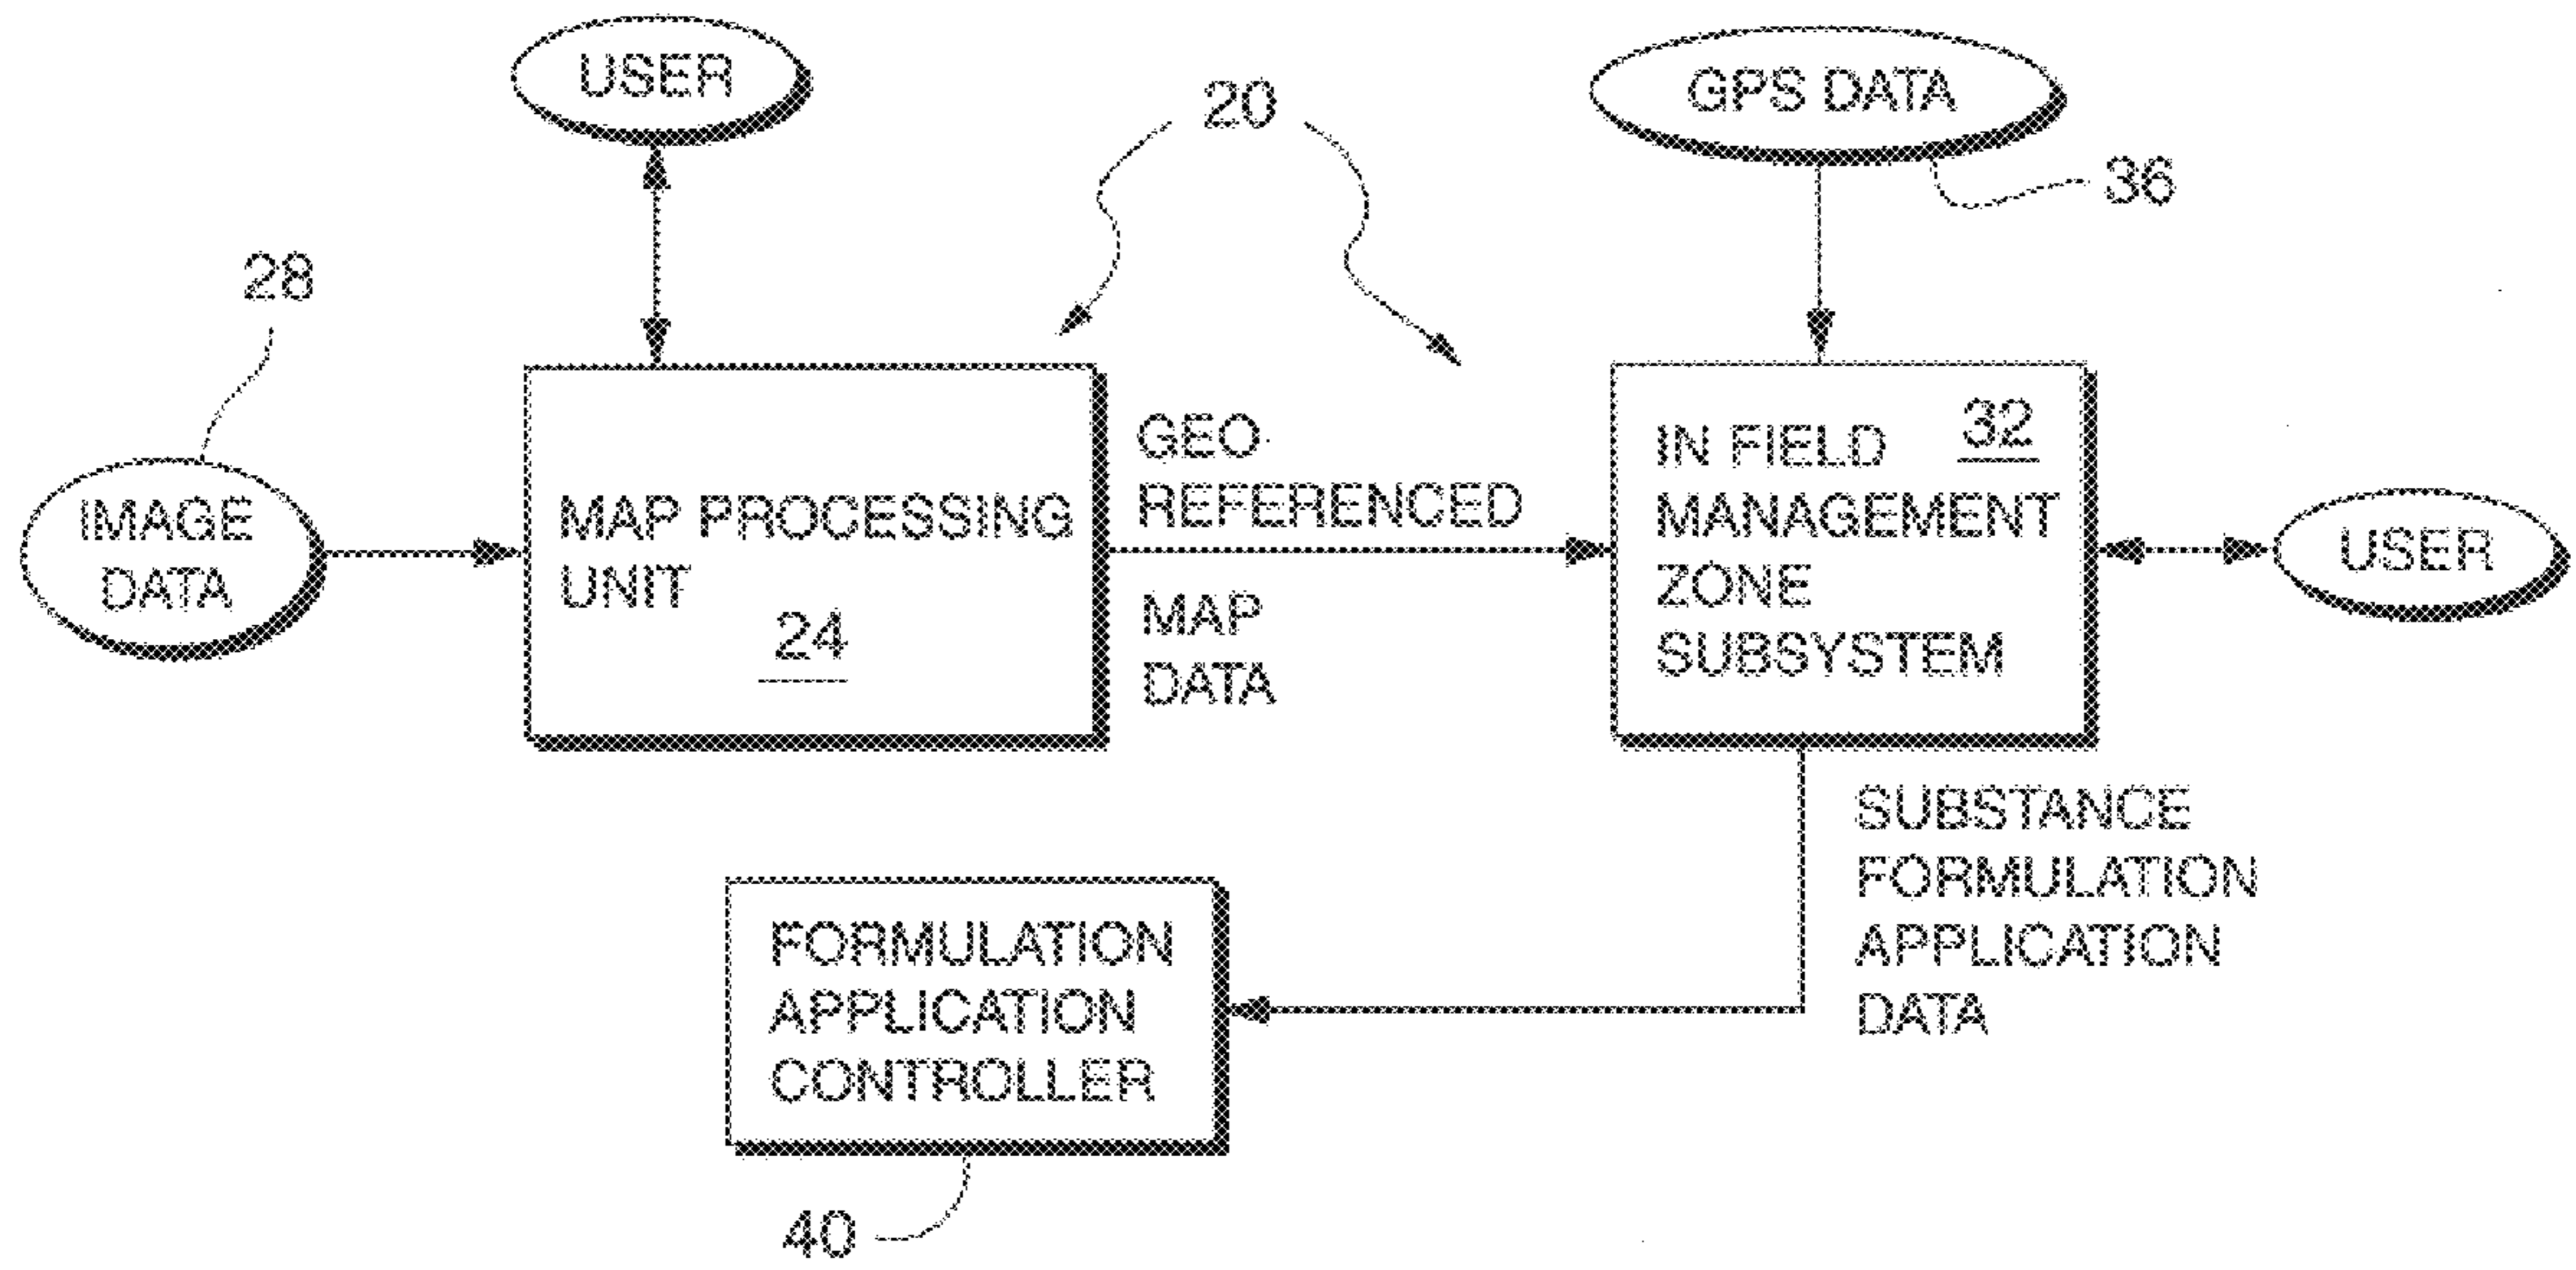 USER
20
GPS DATA
36
28
IMAGE
DATA
MAP PROCESSING
UNIT
24
GEO
REFERENCED
MAP
DATA
IN FIELD
32
MANAGEMENT
ZONE
SUBSYSTEM
USER
SUBSTANCE
FORMULATION
APPLICATION
DATA
FORMULATION
APPLICATION
CONTROLLER
40